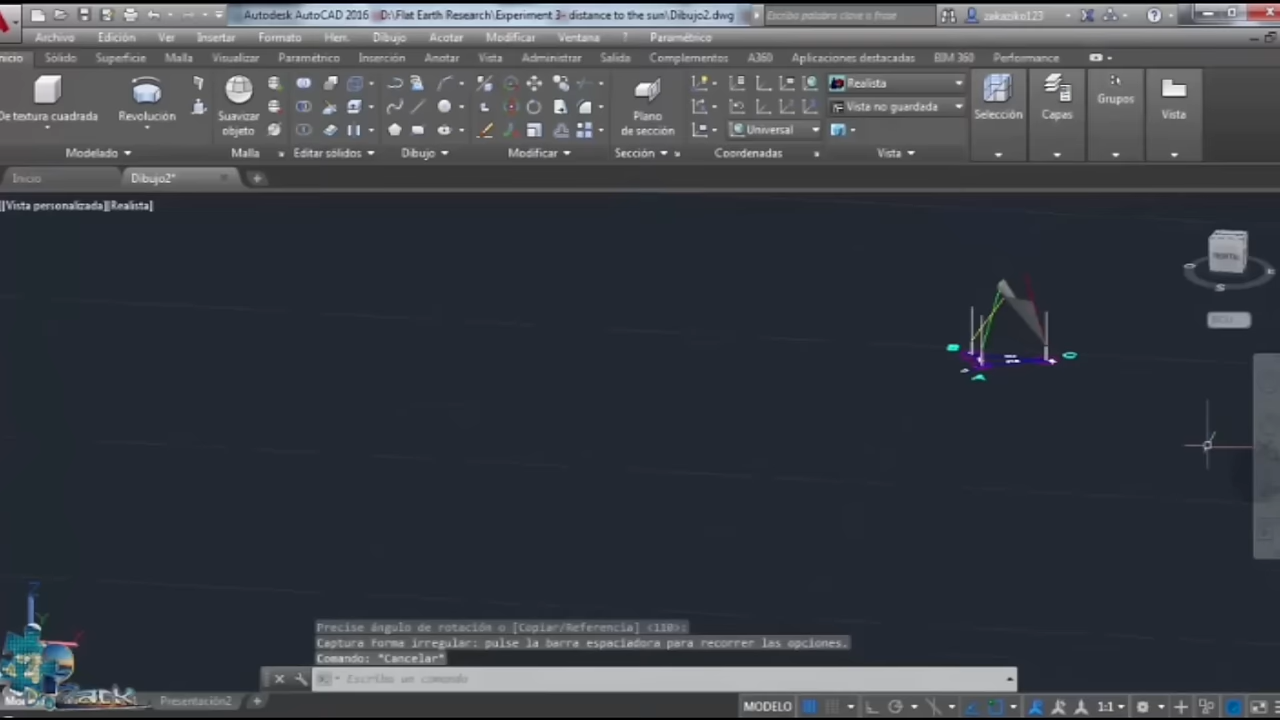 Autodesk AutoCAD 2016 D:\Flat Earth Research\Experiment 3- distance to the sun\Dibujo2.dwg
Escriba palabra clave o frase
zakaziko123
Archivo Edición Ver Insertar Formato Herr. Dibujo Acotar Modificar Ventana ? Paramétrico
Inicio Sólido Superficie Malla Visualizar Paramétrico Inserción Anotar Vista Administrar Salida Complementos A360 Aplicaciones destacadas BIM 360 Performance
De textura cuadrada
Revolución
Suavizar
objeto
Plano
de sección
Universal
Realista
Vista no guardada
Selección
Capas
Grupos
Vista
Modelado
Malla
Editar sólidos
Dibujo
Modificar
Sección
Coordenadas
Vista
Inicio
Dibujo2*
[Vista personalizada][Realista]
S
Z
Precise ángulo de rotación o [Copiar/Referencia] <110>:
Captura forma irregular: pulse la barra espaciadora para recorrer las opciones.
Comando: *Cancelar*
Escriba un comando
Presentación2
MODELO
1:1